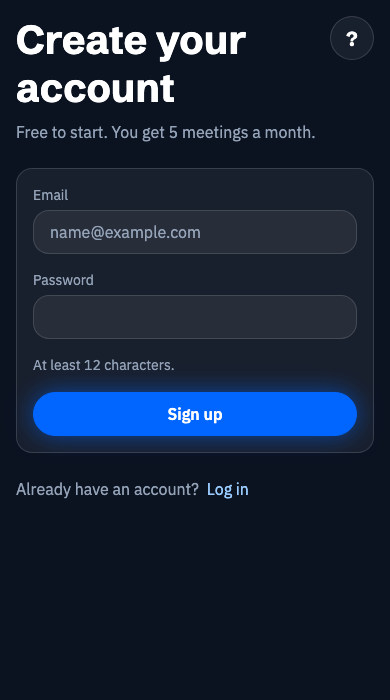 Create your
account
?
Free to start. You get 5 meetings a month.
Email
name@example.com
Password
At least 12 characters.
Sign up
Already have an account? Log in